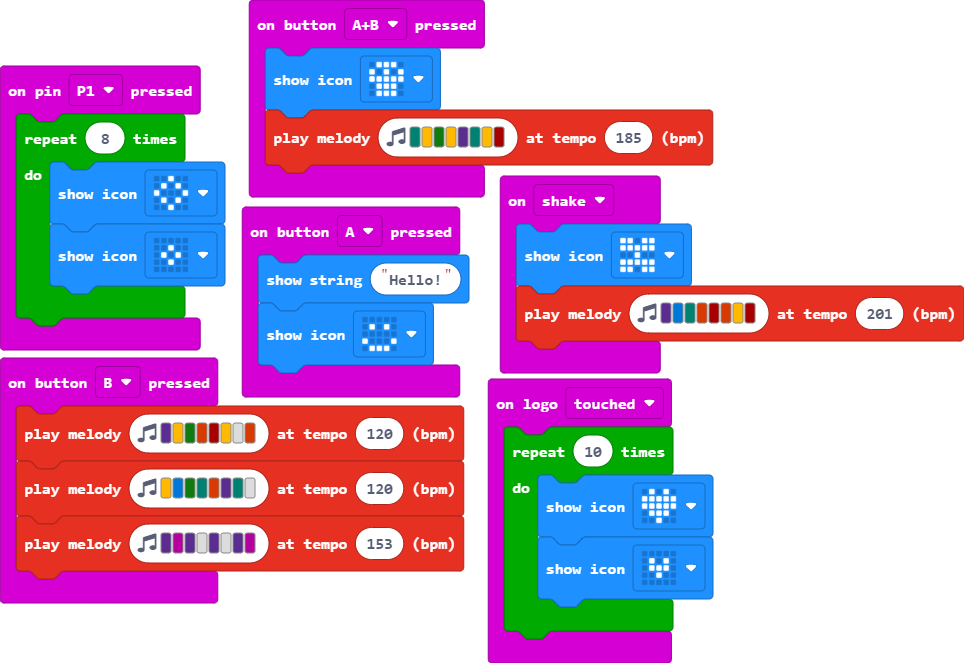 on button A+B pressed
show icon
play melody at tempo 185 (bpm)
on pin P1 pressed
repeat 8 times
do
show icon
show icon
on button A pressed
show string "Hello!"
show icon
on shake
show icon
play melody at tempo 201 (bpm)
on button B pressed
play melody at tempo 120 (bpm)
play melody at tempo 120 (bpm)
play melody at tempo 153 (bpm)
on logo touched
repeat 10 times
do
show icon
show icon